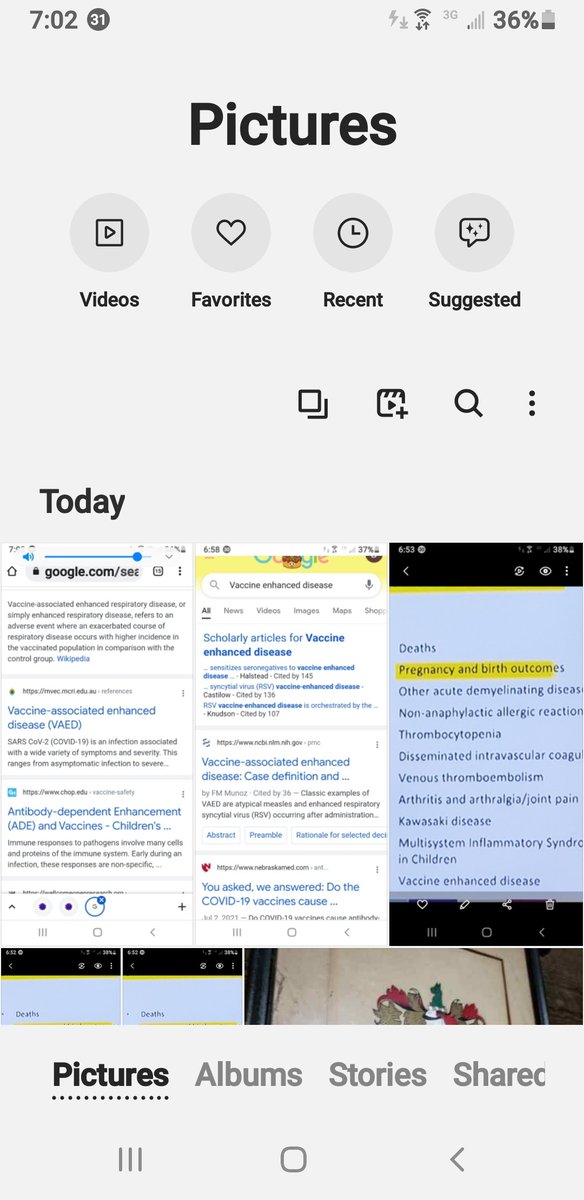 7:02 31 3G 36%
Pictures
Videos Favorites Recent Suggested
Today
google.com/see
15
Vaccine-associated enhanced respiratory disease, or
simply enhanced respiratory disease, refers to an
adverse event where an exacerbated course of
respiratory disease occurs with higher incidence in
the vaccinated population in comparison with the
control group. Wikipedia
https://mvec.mcri.edu.au › references
Vaccine-associated enhanced
disease (VAED)
SARS CoV-2 (COVID-19) is an infection associated
with a wide variety of symptoms and severity. This
ranges from asymptomatic infection to severe...
https://www.chop.edu › vaccine-safety
Antibody-dependent Enhancement
(ADE) and Vaccines - Children's ...
Immune responses to pathogens involve many cells
and proteins of the immune system. Early during an
infection, these responses are non-specific, ...
6:58 37%
Vaccine enhanced disease
All News Videos Images Maps Shopp
Scholarly articles for Vaccine
enhanced disease
... sensitizes seronegatives to vaccine enhanced
disease .. - Halstead - Cited by 145
... syncytial virus (RSV) vaccine-enhanced disease -
Castilow - Cited by 136
RSV vaccine-enhanced disease is orchestrated by the ...
- Knudson - Cited by 107
https://www.ncbi.nlm.nih.gov › pmc
Vaccine-associated enhanced
disease: Case definition and ...
by FM Munoz · Cited by 36 — Classic examples of
VAED are atypical measles and enhanced respiratory
syncytial virus (RSV) occurring after administration...
Abstract Preamble Rationale for selected deci
https://www.nebraskamed.com › ant...
You asked, we answered: Do the
COVID-19 vaccines cause ...
Jul 2, 2021 — Do COVID-19 vaccines cause antibody-
6:53 38%
Deaths
Pregnancy and birth outcomes
Other acute demyelinating diseas
Non-anaphylactic allergic reaction
Thrombocytopenia
Disseminated intravascular coagul
Venous thromboembolism
Arthritis and arthralgia/joint pain
Kawasaki disease
Multisystem Inflammatory Syndro
in Children
Vaccine enhanced disease
6:52 38%
Deaths
6:52 38%
Deaths
Pictures Albums Stories Shared